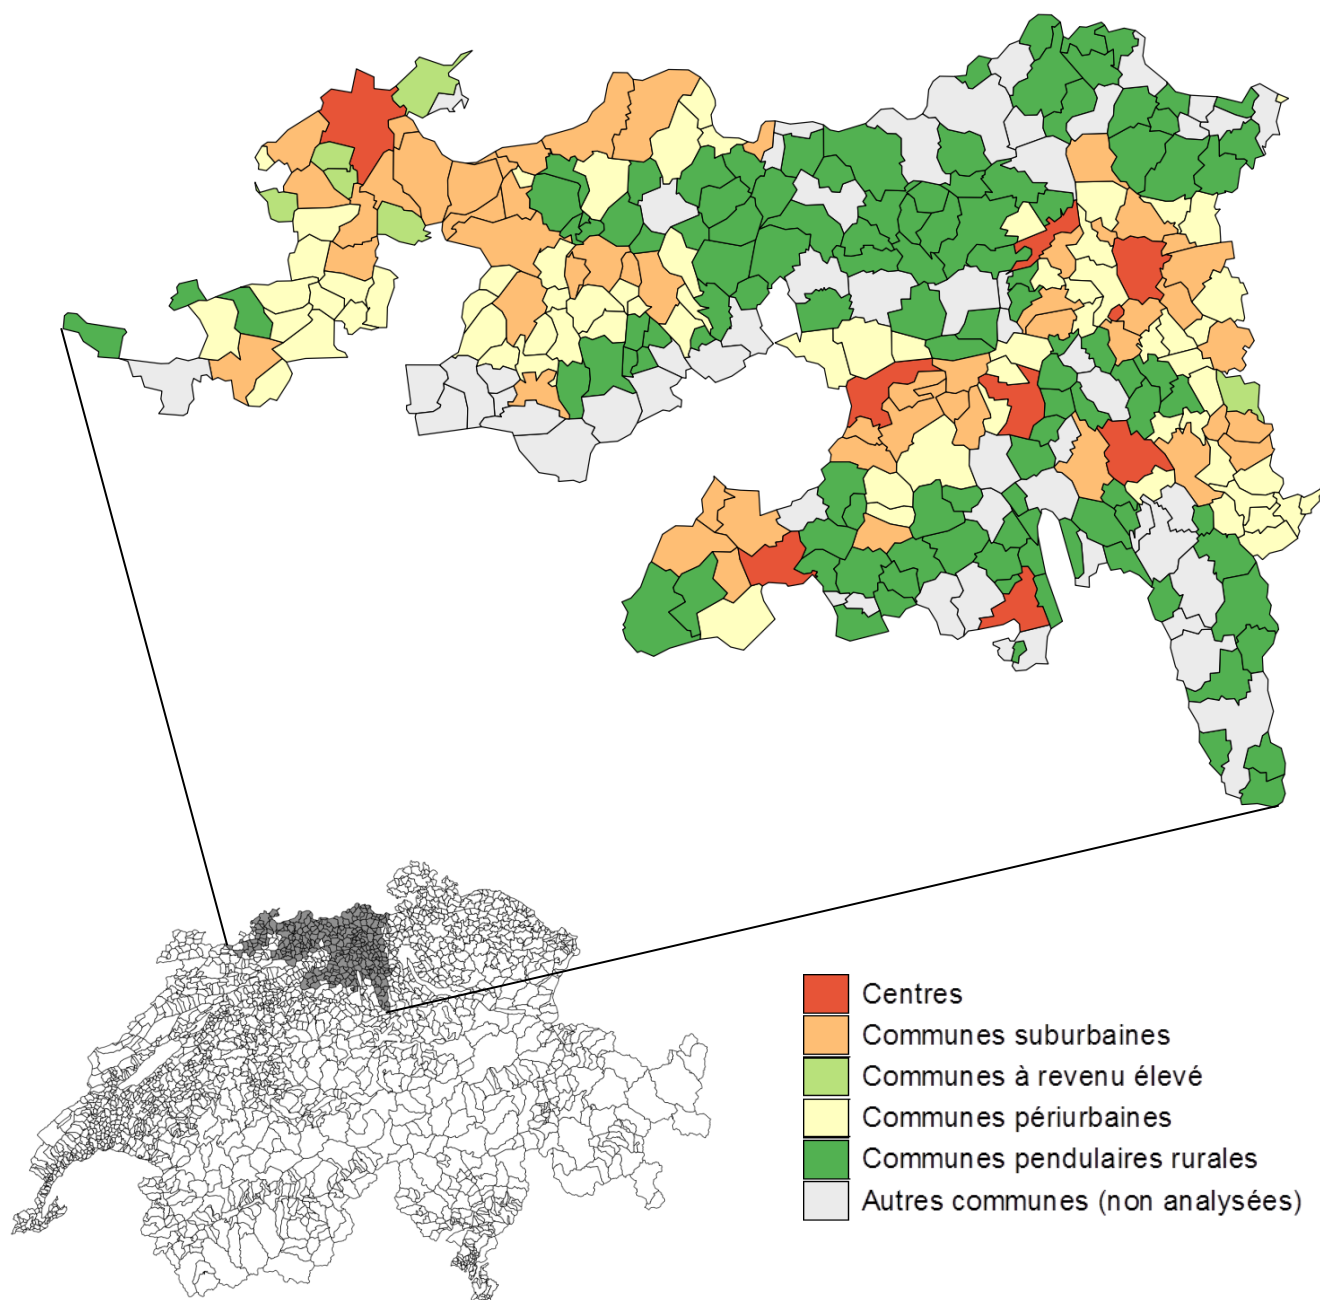 Centres
Communes suburbaines
Communes à revenu élevé
Communes périurbaines
Communes pendulaires rurales
Autres communes (non analysées)